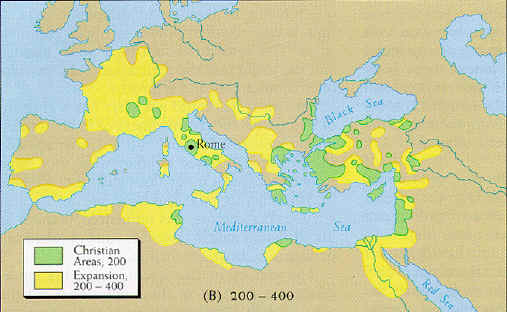 Black Sea
Rome
Mediterranean Sea
Red Sea
Christian
Areas, 200
Expansion,
200 – 400
(B) 200 – 400